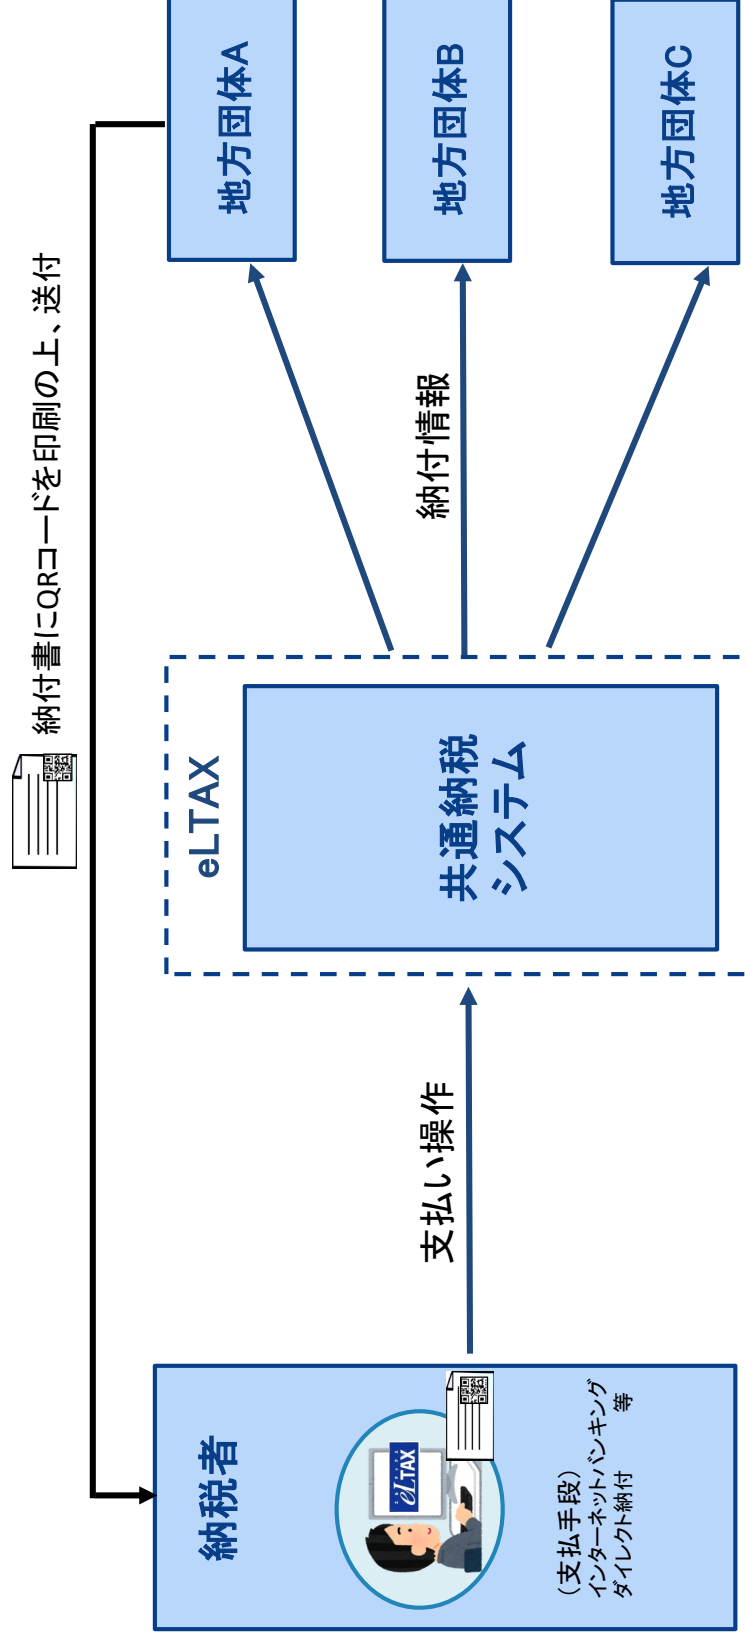 納付書にQRコードを印刷の上、送付
納税者
eLTAX
（支払手段）
インターネットバンキング
ダイレクト納付　　等
支払い操作
eLTAX
共通納税
システム
納付情報
地方団体A
地方団体B
地方団体C